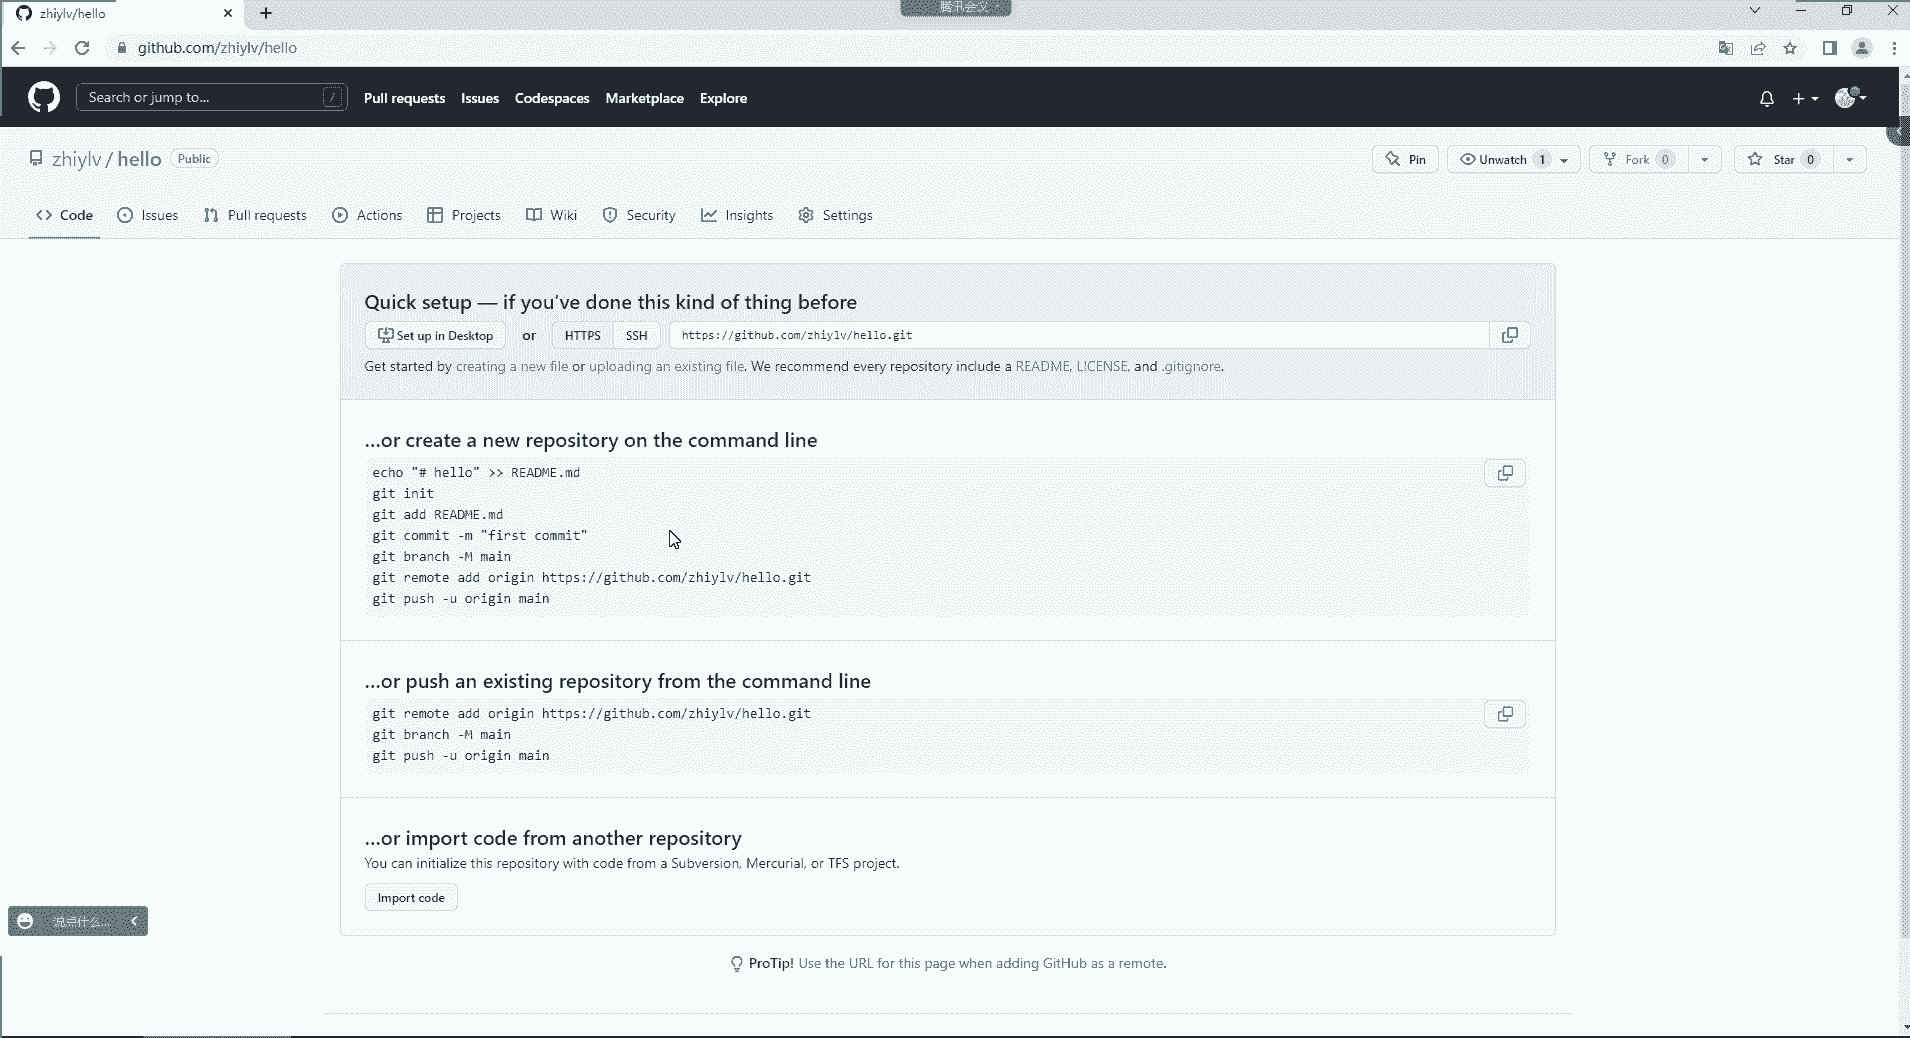 zhiylv/hello
腾讯会议
github.com/zhiylv/hello
Search or jump to... /
Pull requests Issues Codespaces Marketplace Explore
zhiylv / hello Public
Pin
Unwatch 1
Fork 0
Star 0
Code Issues Pull requests Actions Projects Wiki Security Insights Settings
Quick setup — if you’ve done this kind of thing before
Set up in Desktop or HTTPS SSH https://github.com/zhiylv/hello.git
Get started by creating a new file or uploading an existing file. We recommend every repository include a README, LICENSE, and .gitignore.
…or create a new repository on the command line
echo "# hello" >> README.md
git init
git add README.md
git commit -m "first commit"
git branch -M main
git remote add origin https://github.com/zhiylv/hello.git
git push -u origin main
…or push an existing repository from the command line
git remote add origin https://github.com/zhiylv/hello.git
git branch -M main
git push -u origin main
…or import code from another repository
You can initialize this repository with code from a Subversion, Mercurial, or TFS project.
Import code
说点什么...
ProTip! Use the URL for this page when adding GitHub as a remote.